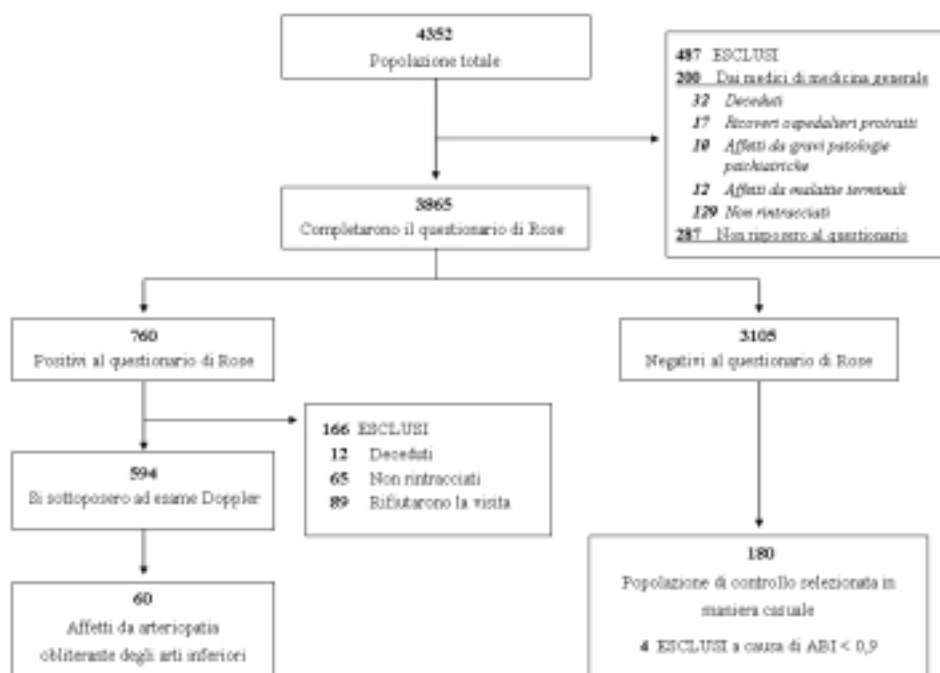 4352
Popolazione totale
487 ESCLUSI
200 Dai medici di medicina generale
32 Deceduti
17 Ricoveri ospedalieri protratti
10 Affetti da gravi patologie
psichiatriche
12 Affetti da malattie terminali
129 Non rintracciati
287 Non risposero al questionario
3865
Completarono il questionario di Rose
760
Positivi al questionario di Rose
3105
Negativi al questionario di Rose
166 ESCLUSI
12 Deceduti
65 Non rintracciati
89 Rifiutarono la visita
594
Si sottoposero ad esame Doppler
60
Affetti da arteriopatia
obliterante degli arti inferiori
180
Popolazione di controllo selezionata in
maniera casuale
4 ESCLUSI a causa di ABI < 0,9